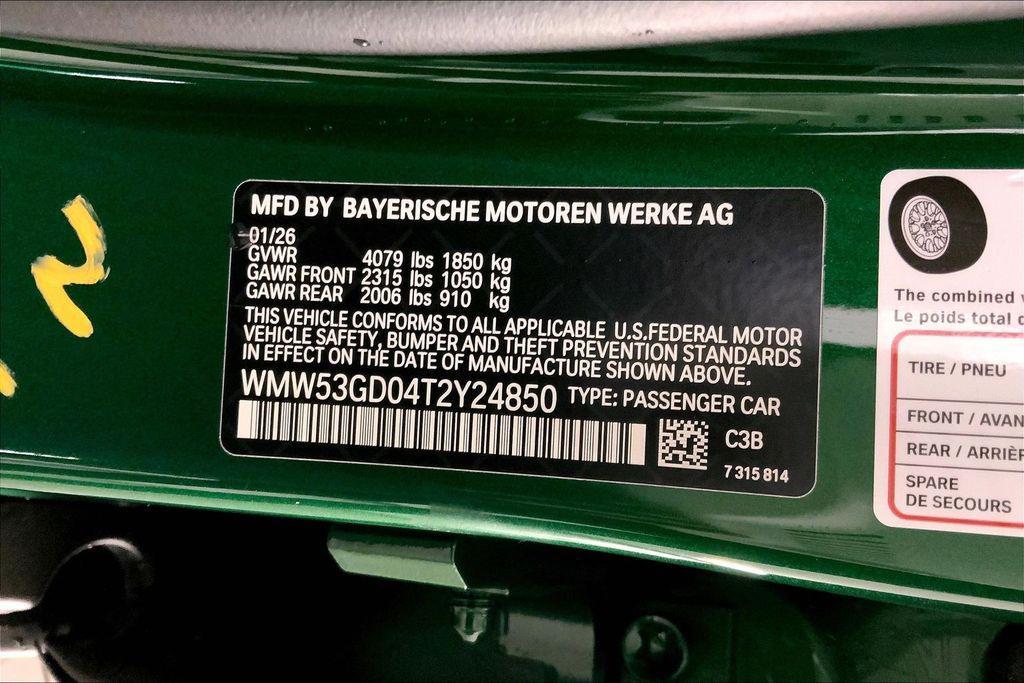 MFD BY BAYERISCHE MOTOREN WERKE AG
01/26
GVWR 4079 lbs 1850 kg
GAWR FRONT 2315 lbs 1050 kg
GAWR REAR 2006 lbs 910 kg
THIS VEHICLE CONFORMS TO ALL APPLICABLE U.S.FEDERAL MOTOR
VEHICLE SAFETY, BUMPER AND THEFT PREVENTION STANDARDS
IN EFFECT ON THE DATE OF MANUFACTURE SHOWN ABOVE.
WMW53GD04T2Y24850 TYPE: PASSENGER CAR
C3B
7 315 814
The combined
Le poids total
TIRE / PNEU
FRONT / AVAN
REAR / ARRIÈR
SPARE
DE SECOURS